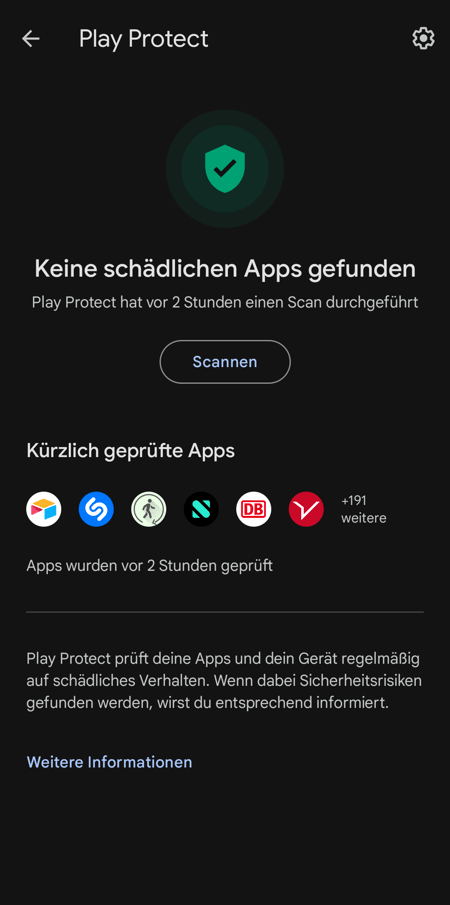 Play Protect
Keine schädlichen Apps gefunden
Play Protect hat vor 2 Stunden einen Scan durchgeführt
Scannen
Kürzlich geprüfte Apps
DB
+191
weitere
Apps wurden vor 2 Stunden geprüft
Play Protect prüft deine Apps und dein Gerät regelmäßig
auf schädliches Verhalten. Wenn dabei Sicherheitsrisiken
gefunden werden, wirst du entsprechend informiert.
Weitere Informationen